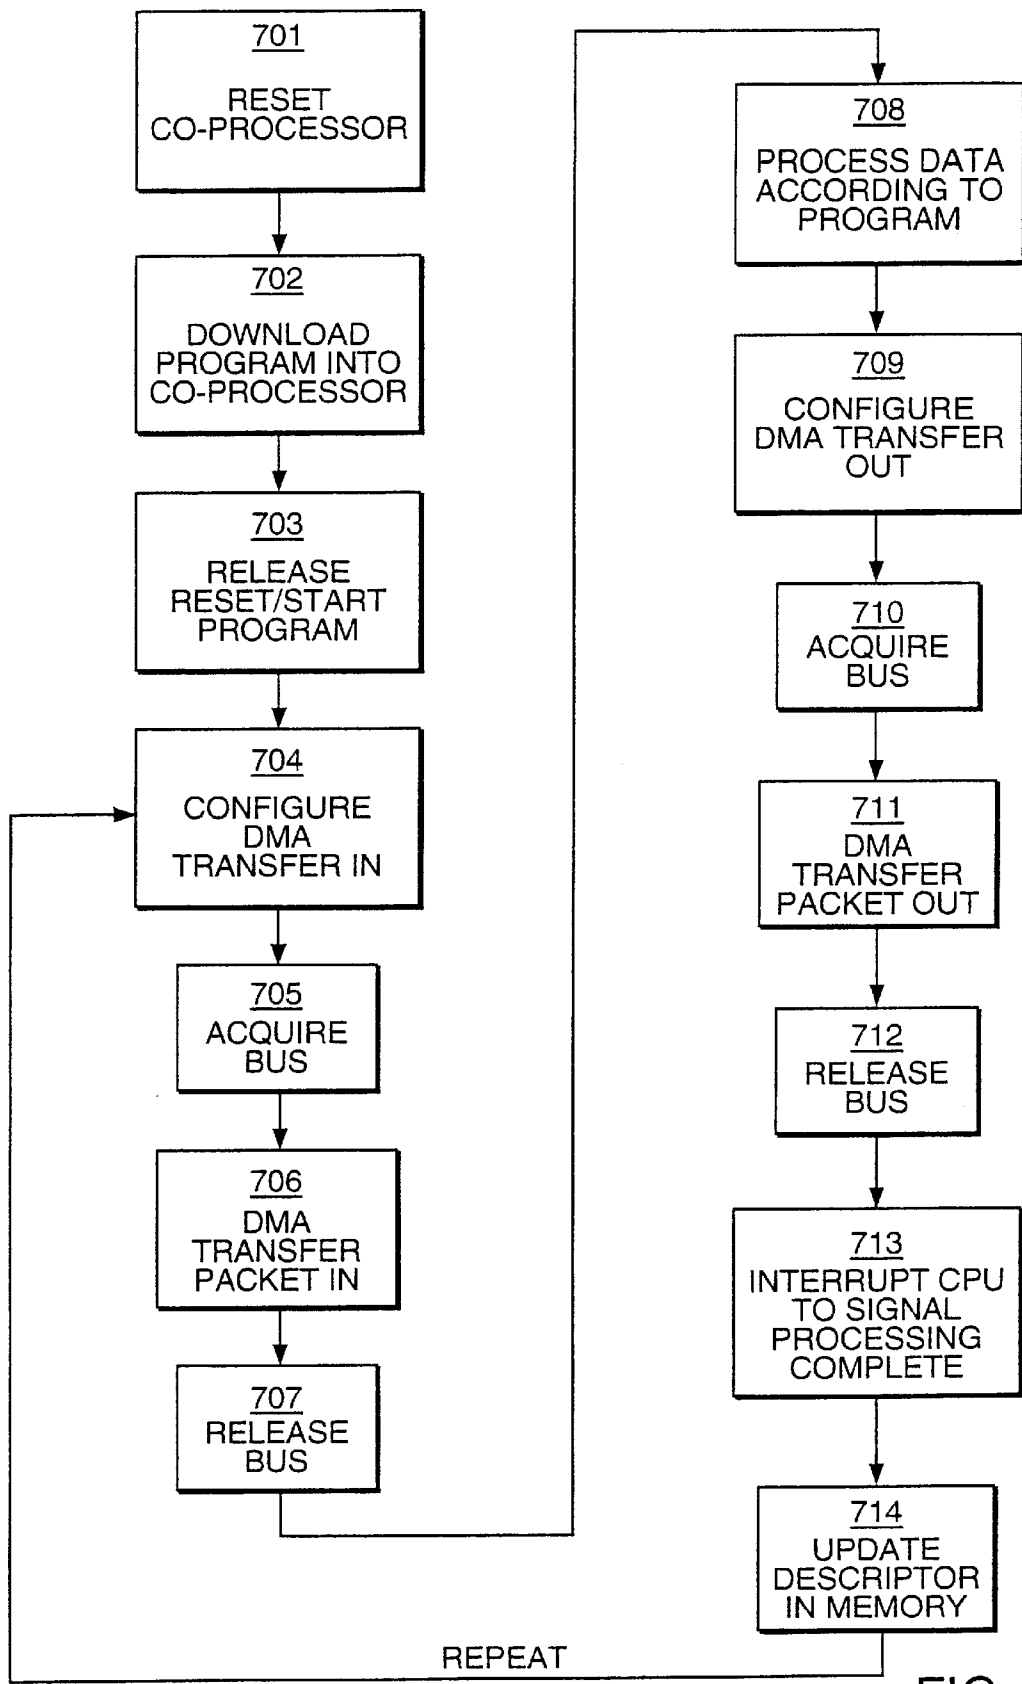 701
RESET
CO-PROCESSOR
702
DOWNLOAD
PROGRAM INTO
CO-PROCESSOR
703
RELEASE
RESET/START
PROGRAM
704
CONFIGURE
DMA
TRANSFER IN
705
ACQUIRE
BUS
706
DMA
TRANSFER
PACKET IN
707
RELEASE
BUS
708
PROCESS DATA
ACCORDING TO
PROGRAM
709
CONFIGURE
DMA TRANSFER
OUT
710
ACQUIRE
BUS
711
DMA
TRANSFER
PACKET OUT
712
RELEASE
BUS
713
INTERRUPT CPU
TO SIGNAL
PROCESSING
COMPLETE
714
UPDATE
DESCRIPTOR
IN MEMORY
REPEAT